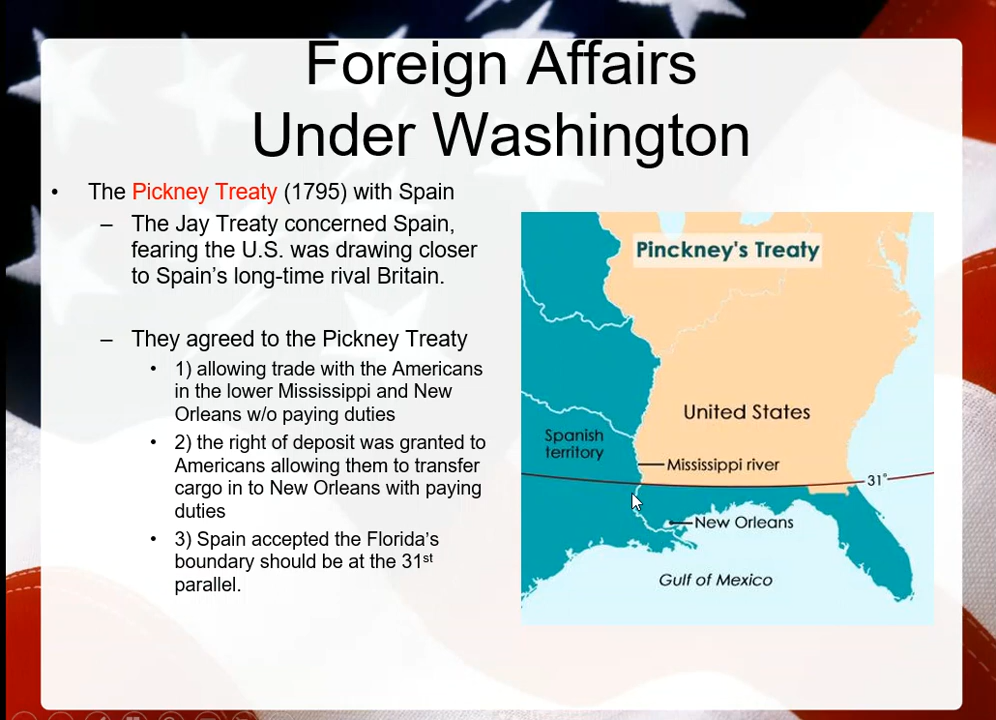 Foreign Affairs
Under Washington
• The Pickney Treaty (1795) with Spain
– The Jay Treaty concerned Spain,
fearing the U.S. was drawing closer
to Spain's long-time rival Britain.
– They agreed to the Pickney Treaty
• 1) allowing trade with the Americans
in the lower Mississippi and New
Orleans w/o paying duties
• 2) the right of deposit was granted to
Americans allowing them to transfer
cargo in to New Orleans with paying
duties
• 3) Spain accepted the Florida's
boundary should be at the 31st
parallel.
Pinckney's Treaty
United States
Spanish
territory
Mississippi river
31°
New Orleans
Gulf of Mexico